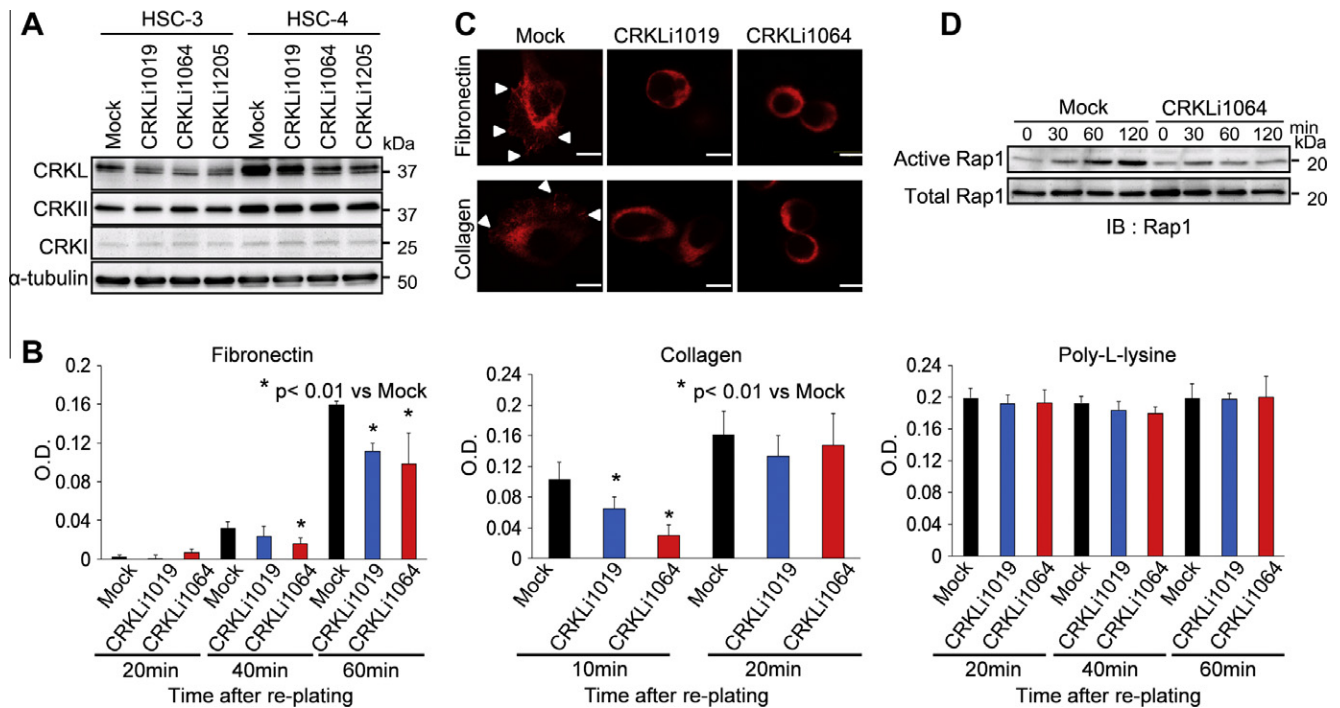 A
HSC-3 HSC-4
Mock CRKLi1019 CRKLi1064 CRKLi1205 Mock CRKLi1019 CRKLi1064 CRKLi1205
kDa
CRKL 37
CRKII 37
CRKI 25
α-tubulin 50
C
Mock CRKLi1019 CRKLi1064
Fibronectin
Collagen
D
Mock CRKLi1064
0 30 60 120 0 30 60 120 min
kDa
Active Rap1 20
Total Rap1 20
IB : Rap1
B
Fibronectin
* p< 0.01 vs Mock
O.D.
0.2
0.16
0.12
0.08
0.04
0
* * *
Mock CRKLi1019 CRKLi1064 Mock CRKLi1019 CRKLi1064 Mock CRKLi1019 CRKLi1064
20min 40min 60min
Time after re-plating
Collagen
* p< 0.01 vs Mock
O.D.
0.24
0.2
0.16
0.12
0.08
0.04
0
* *
Mock CRKLi1019 CRKLi1064 Mock CRKLi1019 CRKLi1064
10min 20min
Time after re-plating
Poly-L-lysine
O.D.
0.24
0.2
0.16
0.12
0.08
0.04
0
Mock CRKLi1019 CRKLi1064 Mock CRKLi1019 CRKLi1064 Mock CRKLi1019 CRKLi1064
20min 40min 60min
Time after re-plating